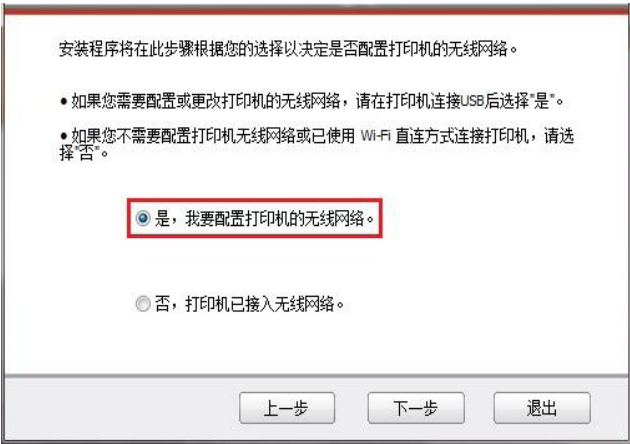 安装程序将在此步骤根据您的选择以决定是否配置打印机的无线网络。
• 如果您需要配置或更改打印机的无线网络，请在打印机连接USB后选择"是"。
• 如果您不需要配置打印机无线网络或已使用 Wi-Fi 直连方式连接打印机，请选
择"否"。
是，我要配置打印机的无线网络。
否，打印机已接入无线网络。
上一步 下一步 退出